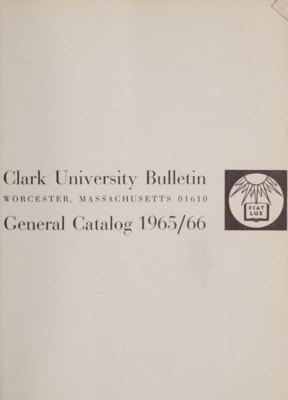 Clark University Bulletin
WORCESTER, MASSACHUSETTS 01610
General Catalog 1965/66
FIAT
LUX